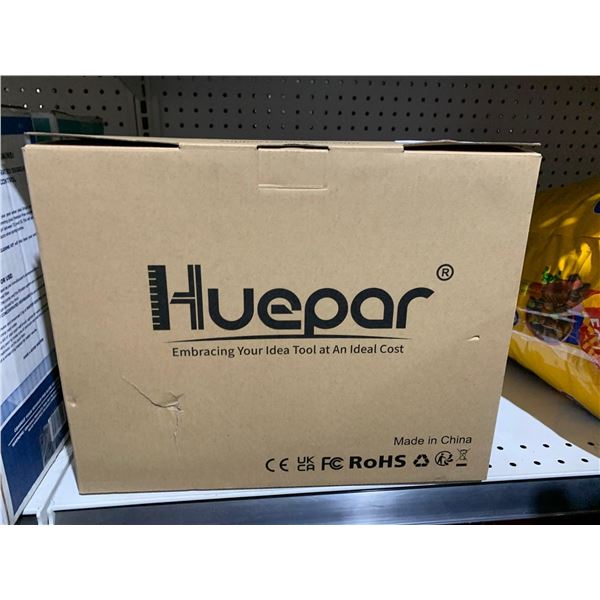 Huepar®
Embracing Your Idea Tool at An Ideal Cost
Made in China
CE UK CA FC RoHS